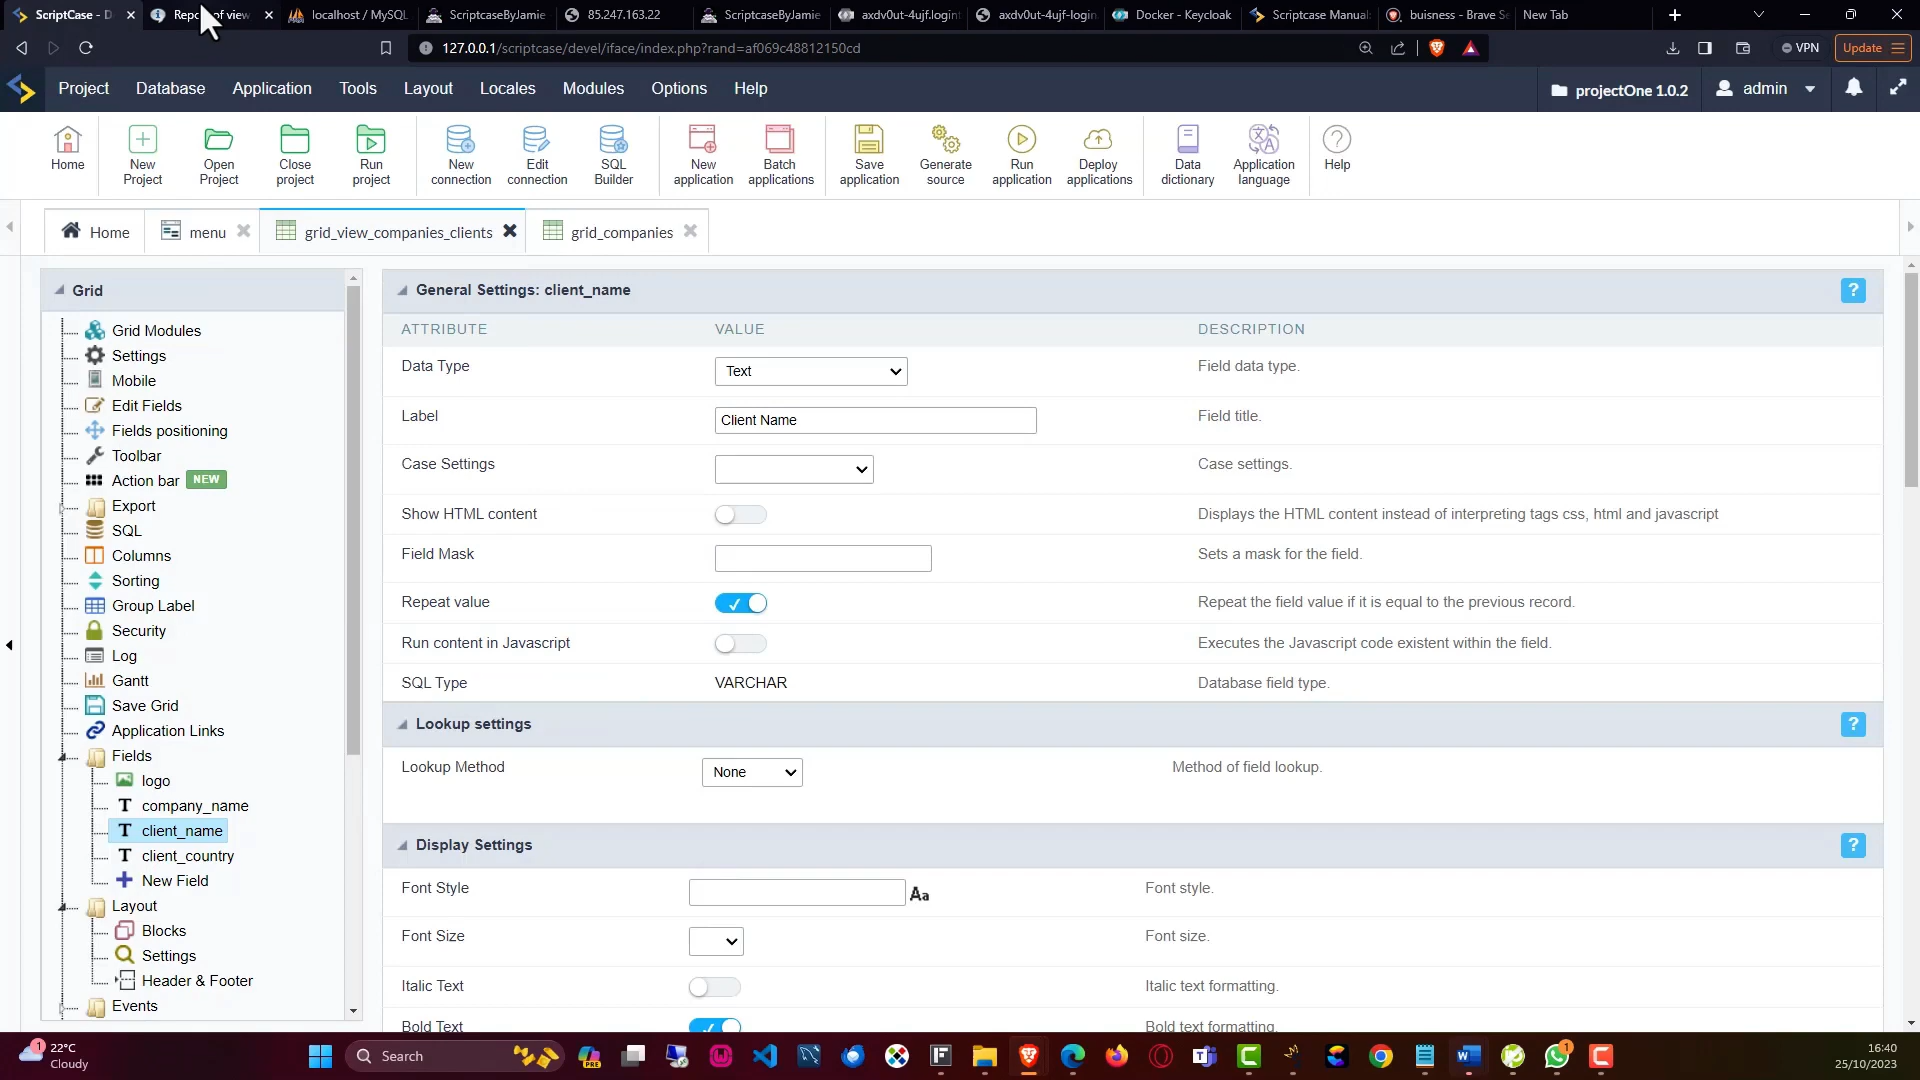 ScriptCase - D
Repo of view
localhost / MySQL
ScriptcaseByJamie
85.247.163.22
ScriptcaseByJamie
axdv0ut-4ujf.logint
axdv0ut-4ujf-login.
Docker - Keycloak
Scriptcase Manual:
buisness - Brave Se
New Tab
127.0.0.1/scriptcase/devel/iface/index.php?rand=af069c48812150cd
VPN
Update
Project
Database
Application
Tools
Layout
Locales
Modules
Options
Help
projectOne 1.0.2
admin
Home
New Project
Open Project
Close project
Run project
New connection
Edit connection
SQL Builder
New application
Batch applications
Save application
Generate source
Run application
Deploy applications
Data dictionary
Application language
Help
Home
menu
grid_view_companies_clients
grid_companies
Grid
Grid Modules
Settings
Mobile
Edit Fields
Fields positioning
Toolbar
Action bar NEW
Export
SQL
Columns
Sorting
Group Label
Security
Log
Gantt
Save Grid
Application Links
Fields
logo
company_name
client_name
client_country
New Field
Layout
Blocks
Settings
Header & Footer
Events
General Settings: client_name ?
ATTRIBUTE VALUE DESCRIPTION
Data Type Text Field data type.
Label Client Name Field title.
Case Settings Case settings.
Show HTML content Displays the HTML content instead of interpreting tags css, html and javascript
Field Mask Sets a mask for the field.
Repeat value Repeat the field value if it is equal to the previous record.
Run content in Javascript Executes the Javascript code existent within the field.
SQL Type VARCHAR Database field type.
Lookup settings ?
Lookup Method None Method of field lookup.
Display Settings ?
Font Style Aa Font style.
Font Size Font size.
Italic Text Italic text formatting.
Bold Text Bold text formatting.
1
22°C
Cloudy
Search
PRE
1
16:40
25/10/2023